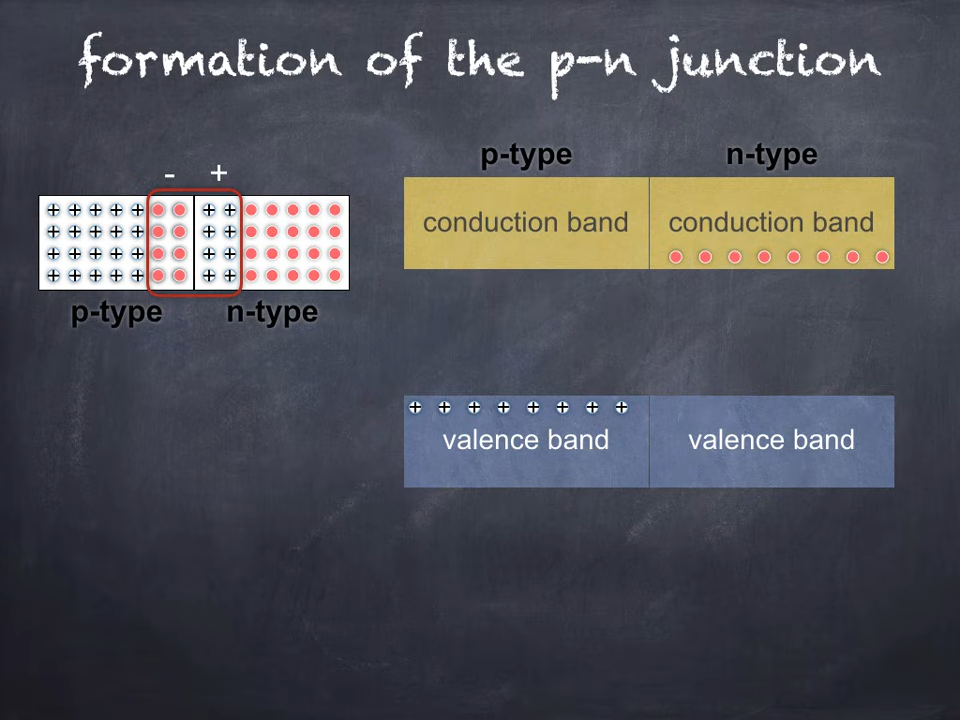 formation of the p-n junction
p-type n-type
- +
conduction band conduction band
p-type n-type
valence band valence band